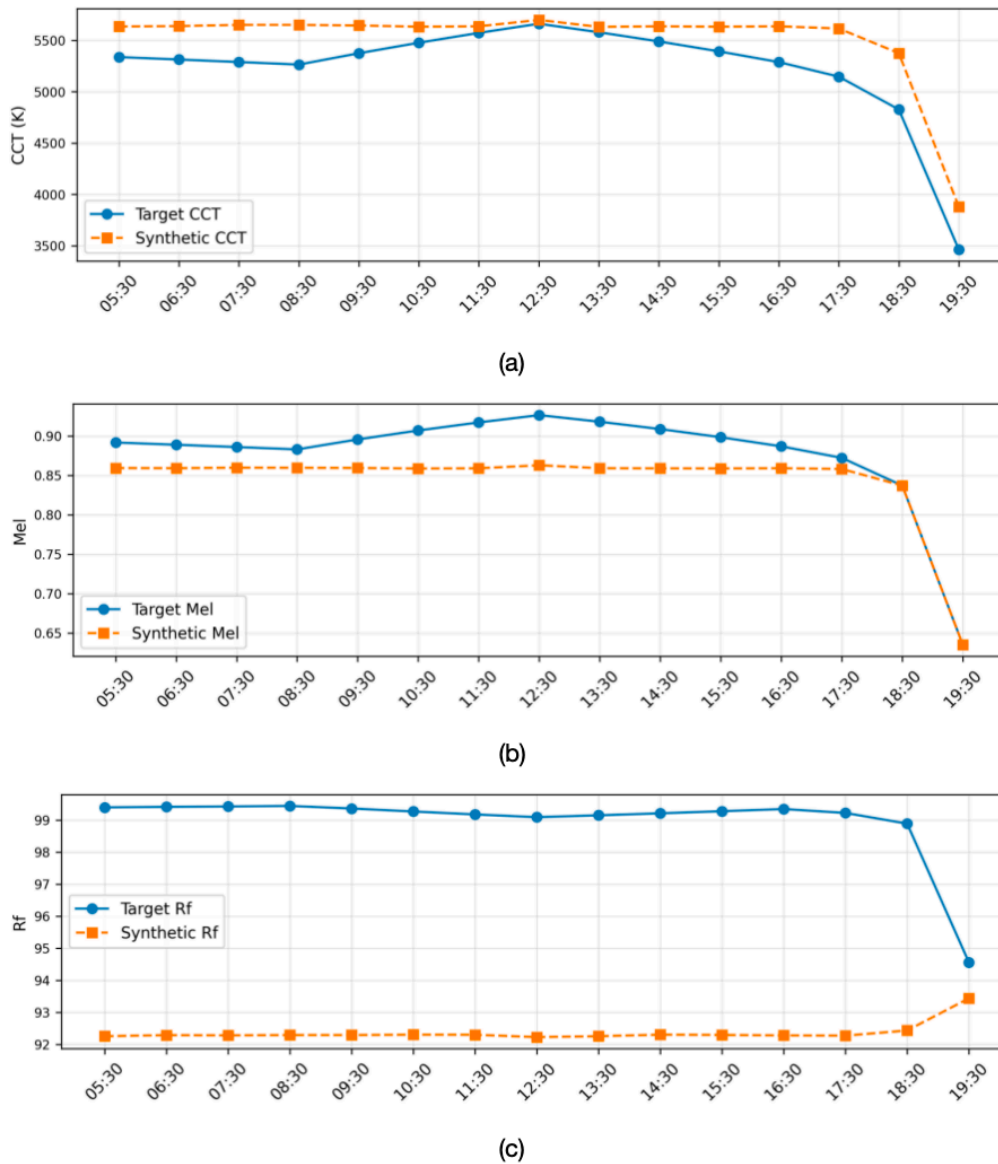 5500
5000
4500
4000
3500
CCT (K)
Target CCT
Synthetic CCT
05:30 06:30 07:30 08:30 09:30 10:30 11:30 12:30 13:30 14:30 15:30 16:30 17:30 18:30 19:30
(a)
0.90
0.85
0.80
0.75
0.70
0.65
Mel
Target Mel
Synthetic Mel
05:30 06:30 07:30 08:30 09:30 10:30 11:30 12:30 13:30 14:30 15:30 16:30 17:30 18:30 19:30
(b)
99
98
97
96
95
94
93
92
Rf
Target Rf
Synthetic Rf
05:30 06:30 07:30 08:30 09:30 10:30 11:30 12:30 13:30 14:30 15:30 16:30 17:30 18:30 19:30
(c)